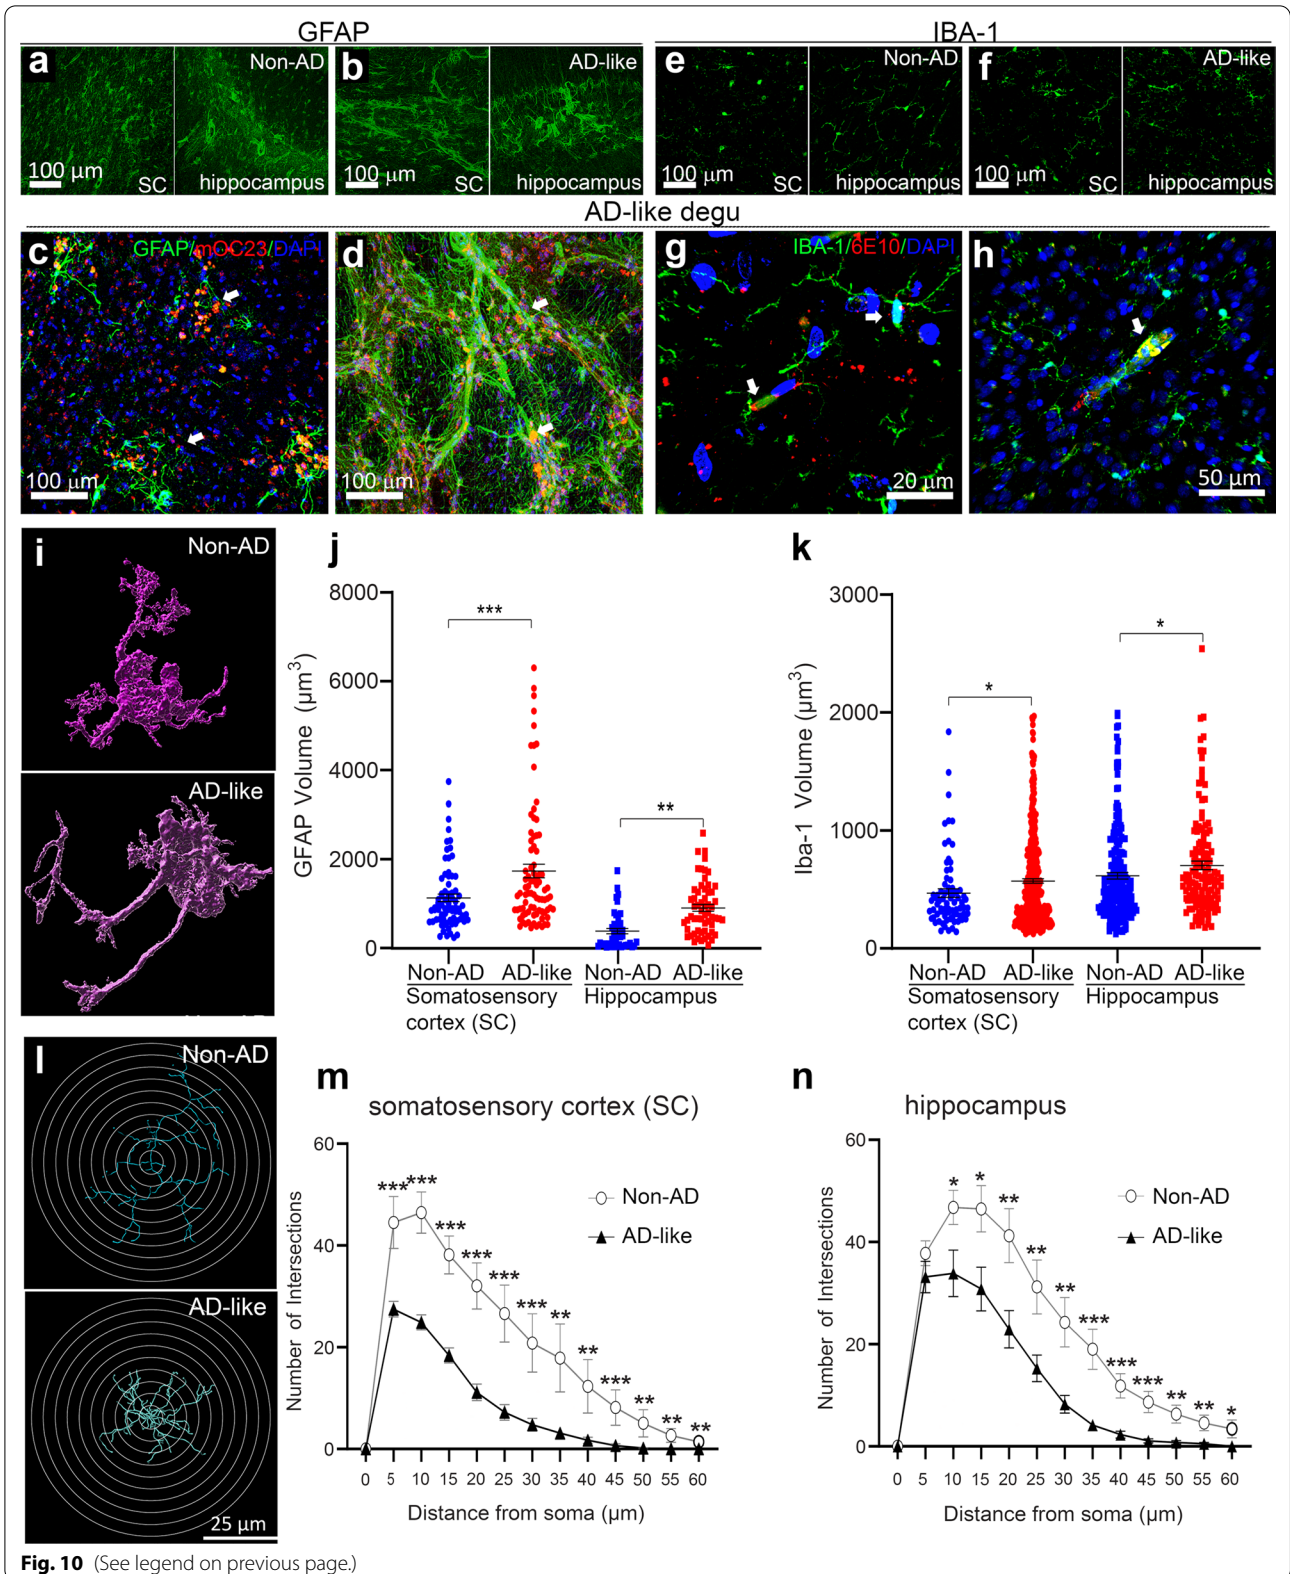 GFAP
IBA-1
a
Non-AD
b
AD-like
e
Non-AD
f
AD-like
100 µm
SC
hippocampus
100 µm
SC
hippocampus
100 µm
SC
hippocampus
100 µm
SC
hippocampus
AD-like degu
c
GFAP/mOC23/DAPI
d
g
IBA-1/6E10/DAPI
h
100 µm
100 µm
20 µm
50 µm
i
Non-AD
AD-like
j
GFAP Volume (µm³)
8000
6000
4000
2000
0
***
**
Non-AD AD-like Non-AD AD-like
Somatosensory
cortex (SC)
Hippocampus
k
Iba-1 Volume (µm³)
3000
2000
1000
0
*
*
Non-AD AD-like Non-AD AD-like
Somatosensory
cortex (SC)
Hippocampus
l
Non-AD
AD-like
25 µm
m
somatosensory cortex (SC)
Number of Intersections
60
40
20
0
*** *** *** *** *** *** ** ** *** ** ** **
Non-AD
AD-like
0 5 10 15 20 25 30 35 40 45 50 55 60
Distance from soma (µm)
n
hippocampus
Number of Intersections
60
40
20
0
* * ** ** ** *** *** *** ** ** *
Non-AD
AD-like
0 5 10 15 20 25 30 35 40 45 50 55 60
Distance from soma (µm)
Fig. 10 (See legend on previous page.)